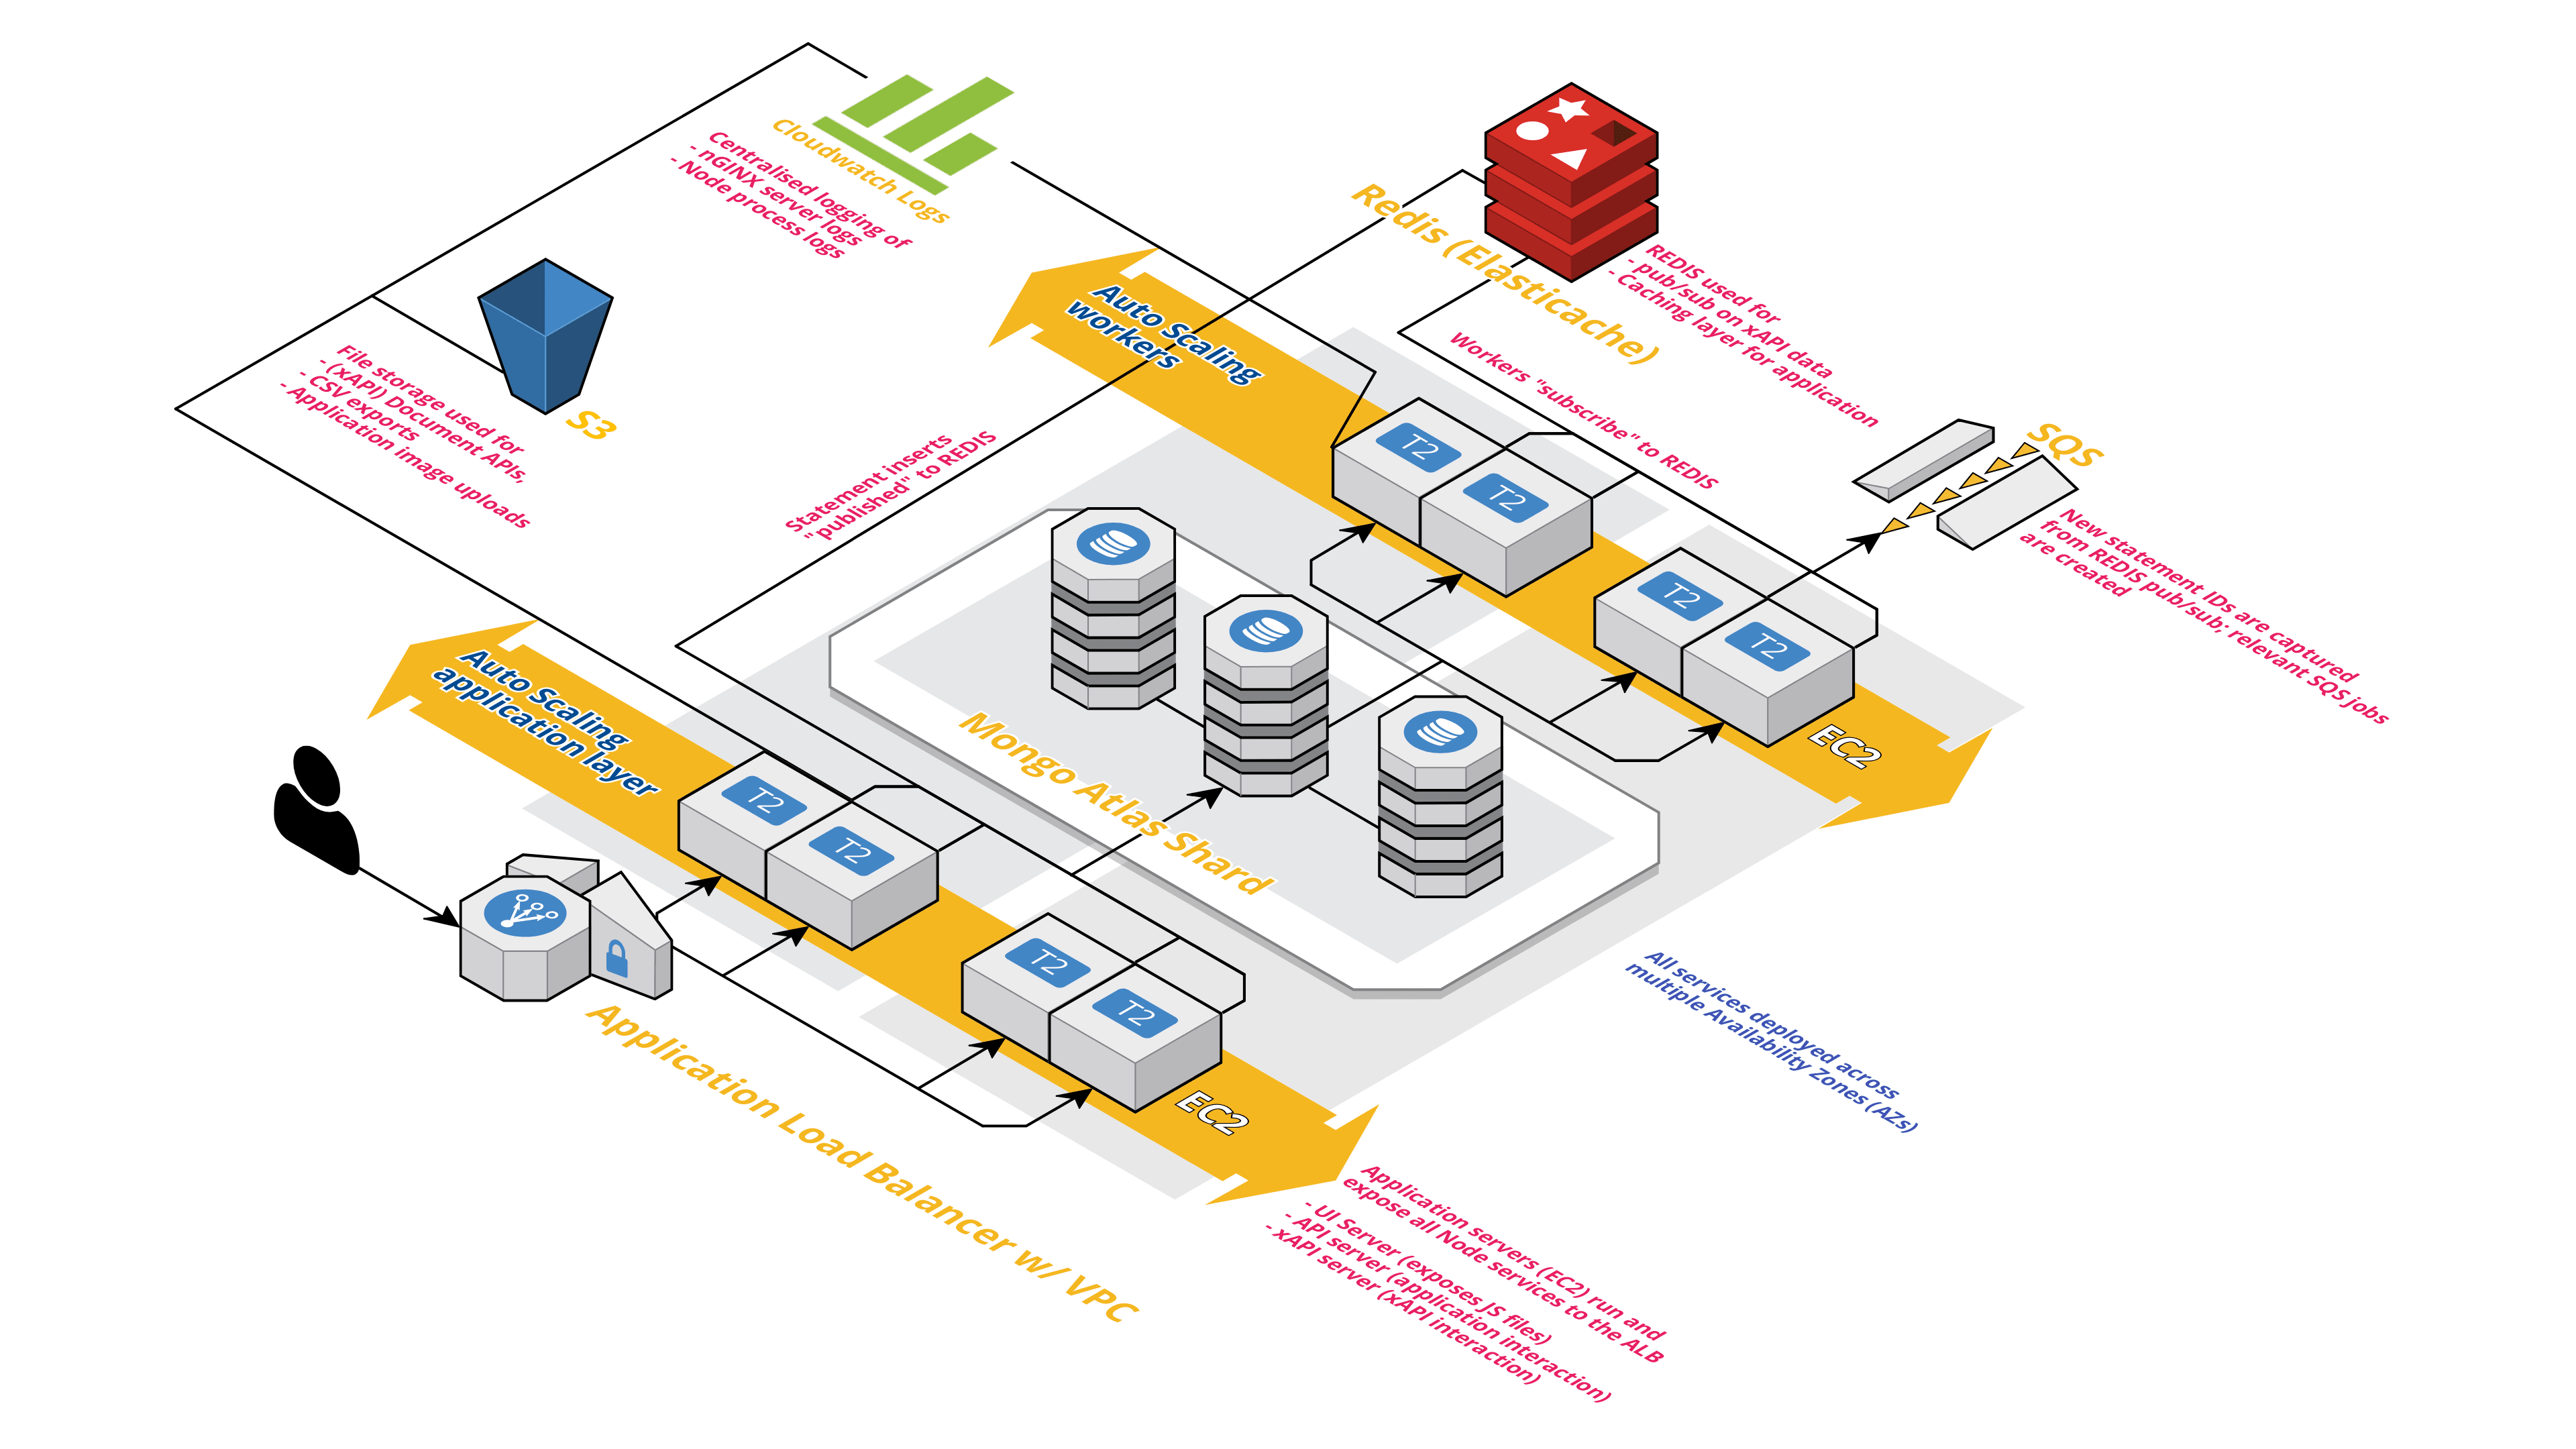 Cloudwatch Logs
Centralised logging of
- nGINX server logs
- Node process logs
S3
File storage used for
- (xAPI) Document APIs,
- CSV exports
- Application image uploads
Redis (Elasticache)
REDIS used for
- pub/sub on xAPI data
- Caching layer for application
Auto Scaling
workers
Workers "subscribe" to REDIS
Statement inserts
"published" to REDIS
SQS
New statement IDs are captured
from REDIS pub/sub; relevant SQS jobs
are created
T2
T2
T2
T2
EC2
Mongo Atlas Shard
Auto Scaling
application layer
T2
T2
T2
T2
EC2
Application Load Balancer w/ VPC
All services deployed across
multiple Availability Zones (AZs)
Application servers (EC2) run and
expose all Node services to the ALB
- UI Server (exposes JS files)
- API server (application interaction)
- xAPI server (xAPI interaction)